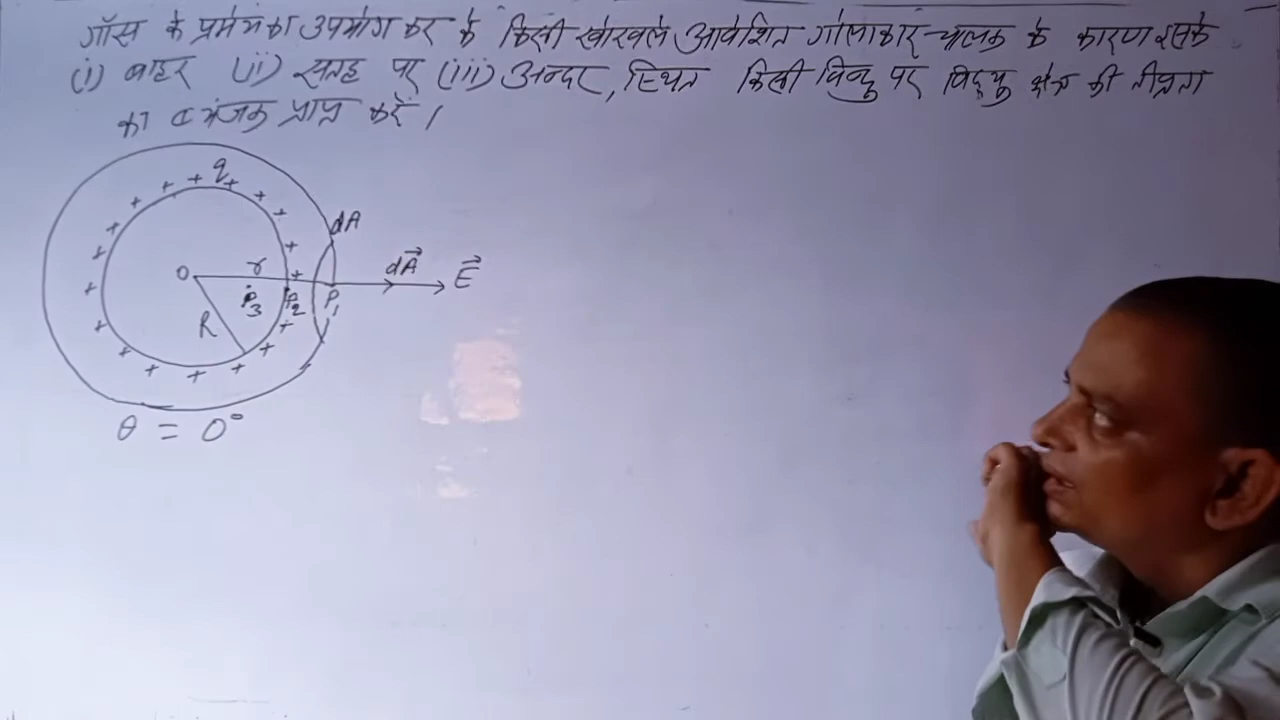 गॉस के प्रमेय का उपयोग कर के किसी खोखले आवेशित गोलाकार चालक के कारण इसके
(i) बाहर (ii) सतह पर (iii) अन्दर, स्थित किसी बिन्दु पर विद्युत क्षेत्र की तीव्रता
का व्यंजक प्राप्त करें।
q
dA
O r dA⃗ E⃗
P₃ P₂ P₁
R
θ = 0°